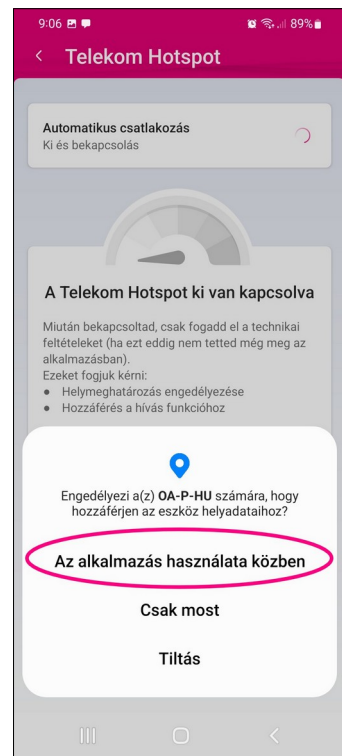 9:06 89%
Telekom Hotspot
Automatikus csatlakozás
Ki és bekapcsolás
A Telekom Hotspot ki van kapcsolva
Miután bekapcsoltad, csak fogadd el a technikai
feltételeket (ha ezt eddig nem tetted még meg az
alkalmazásban).
Ezeket fogjuk kérni:
● Helymeghatározás engedélyezése
● Hozzáférés a hívás funkcióhoz
Engedélyezi a(z) OA-P-HU számára, hogy
hozzáférjen az eszköz helyadataihoz?
Az alkalmazás használata közben
Csak most
Tiltás